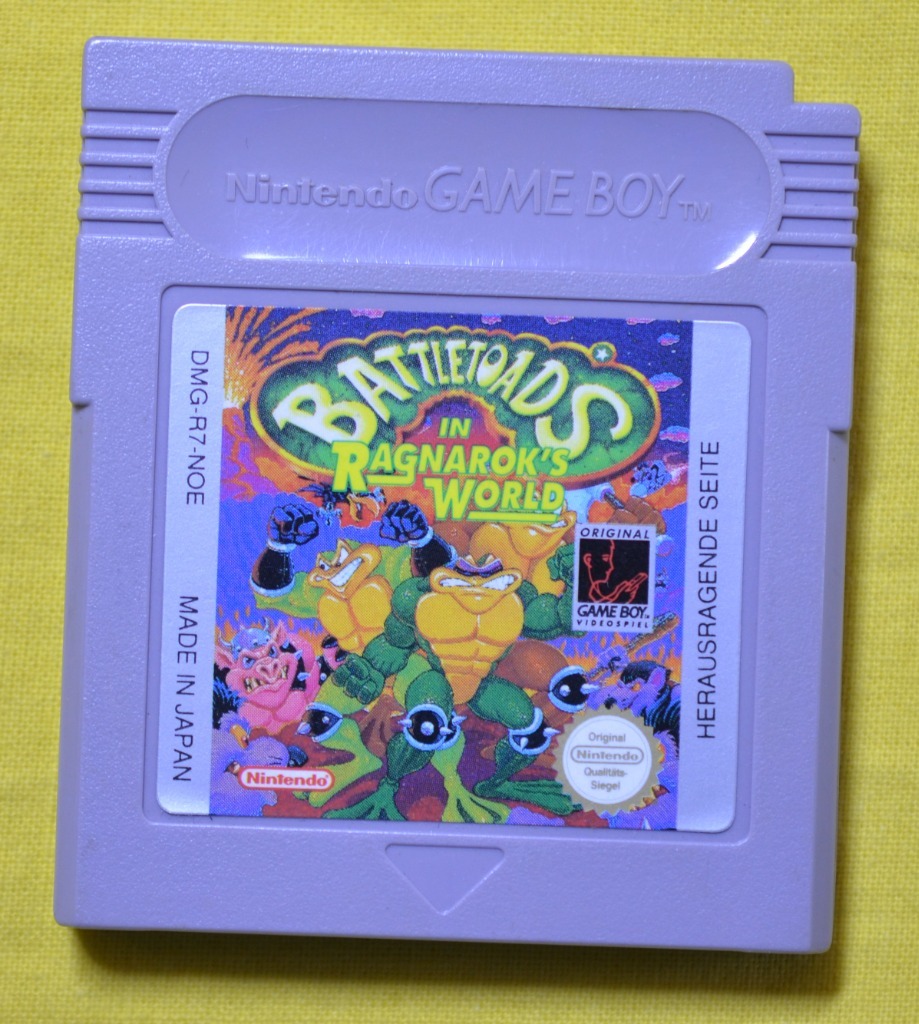 Nintendo GAME BOY TM
DMG-R7-NOE
MADE IN JAPAN
BATTLETOADS
IN
RAGNAROK'S
WORLD
ORIGINAL
GAME BOY™
VIDEOSPIEL
HERAUSRAGENDE SEITE
Original
Nintendo
Qualitäts-
Siegel
Nintendo®